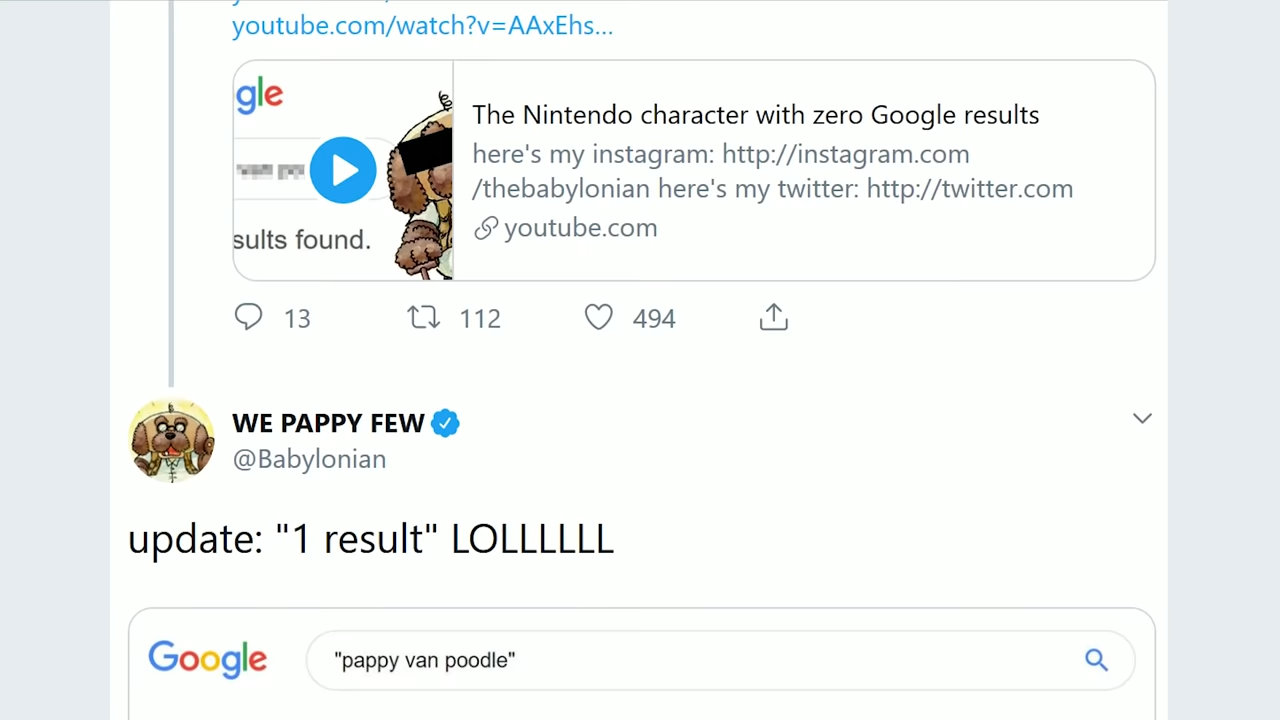 youtube.com/watch?v=AAxEhs...
gle
The Nintendo character with zero Google results
here's my instagram: http://instagram.com
/thebabylonian here's my twitter: http://twitter.com
sults found.
youtube.com
13 112 494
WE PAPPY FEW
@Babylonian
update: "1 result" LOLLLLLL
Google "pappy van poodle"